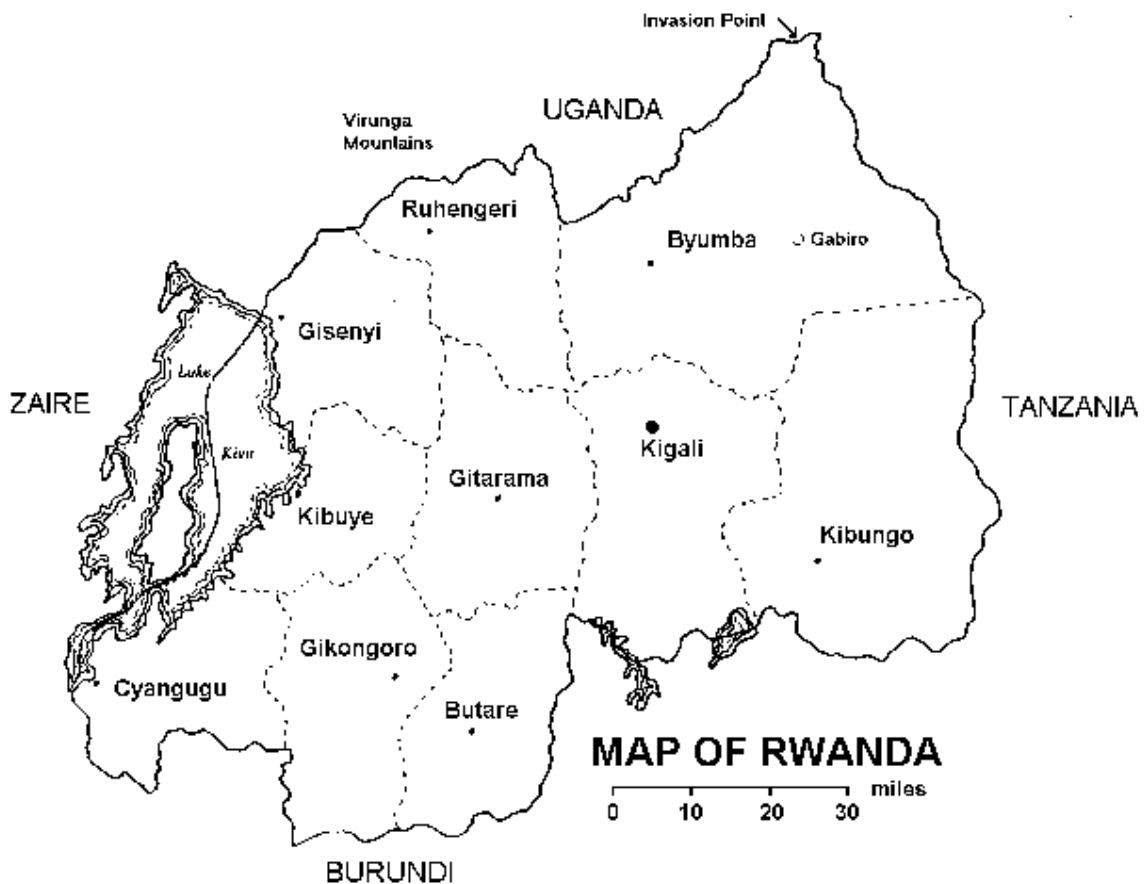 Invasion Point
UGANDA
Virunga
Mountains
Ruhengeri
Byumba
Gabiro
Gisenyi
Lake
ZAIRE
TANZANIA
Kivu
Kigali
Gitarama
Kibuye
Kibungo
Gikongoro
Cyangugu
Butare
MAP OF RWANDA
miles
0 10 20 30
BURUNDI